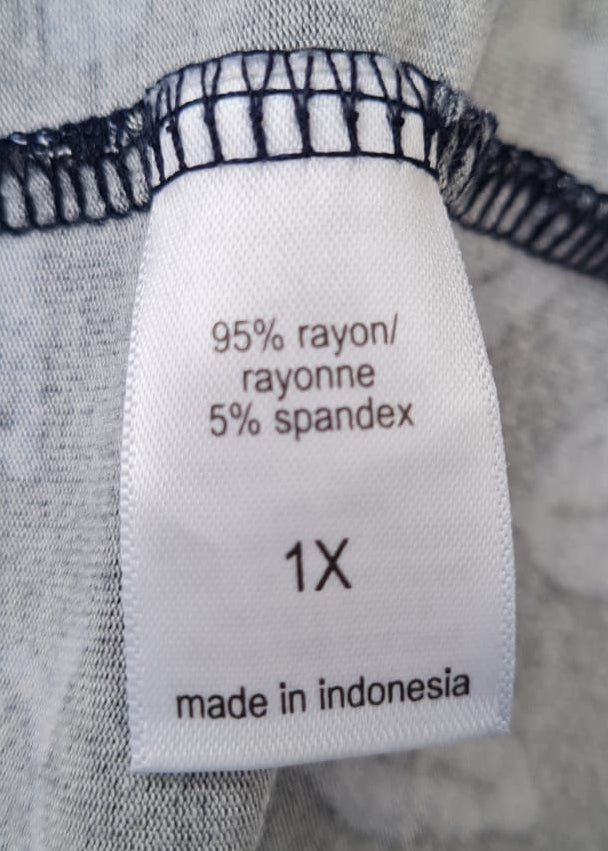 95% rayon/
rayonne
5% spandex
1X
made in indonesia